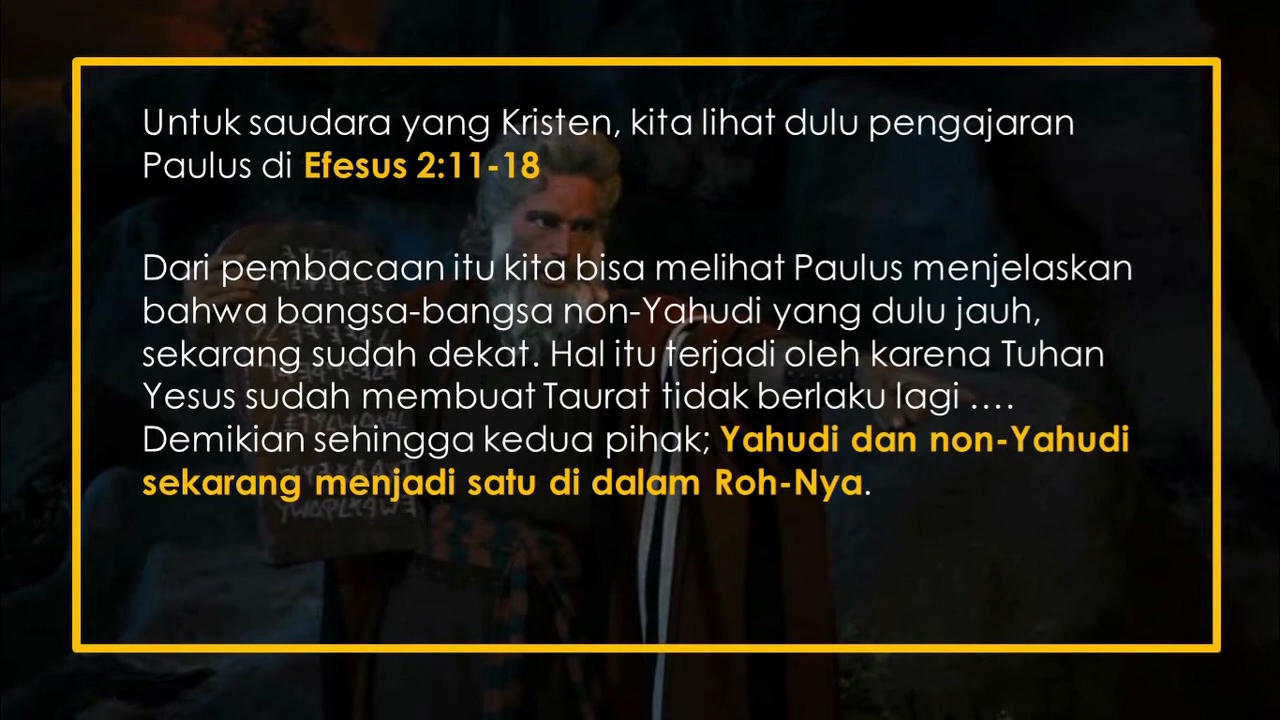 Untuk saudara yang Kristen, kita lihat dulu pengajaran
Paulus di Efesus 2:11-18
Dari pembacaan itu kita bisa melihat Paulus menjelaskan
bahwa bangsa-bangsa non-Yahudi yang dulu jauh,
sekarang sudah dekat. Hal itu terjadi oleh karena Tuhan
Yesus sudah membuat Taurat tidak berlaku lagi ....
Demikian sehingga kedua pihak; Yahudi dan non-Yahudi
sekarang menjadi satu di dalam Roh-Nya.